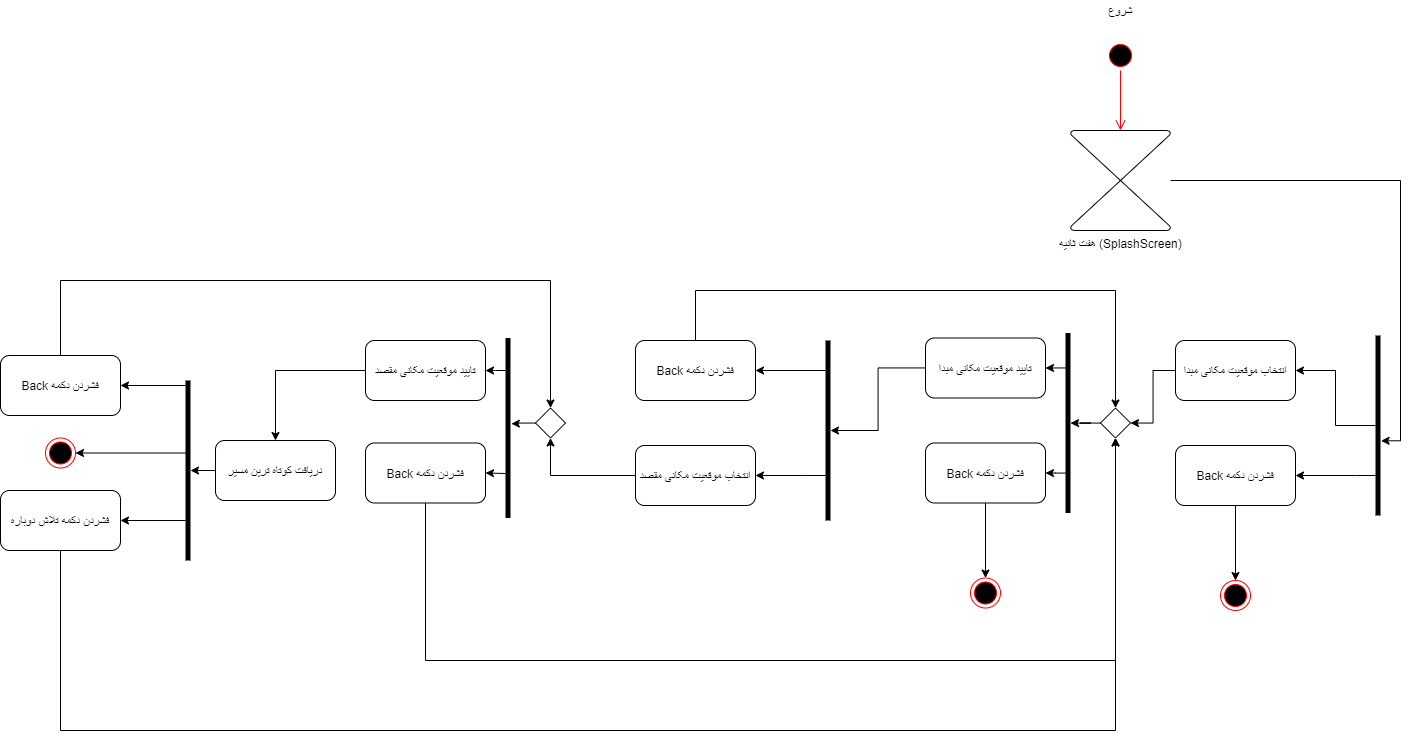 شروع
هفت ثانیه (SplashScreen)
انتخاب موقعیت مکانی مبدا
فشردن دکمه Back
تایید موقعیت مکانی مبدا
فشردن دکمه Back
فشردن دکمه Back
انتخاب موقعیت مکانی مقصد
تایید موقعیت مکانی مقصد
فشردن دکمه Back
دریافت کوتاه ترین مسیر
فشردن دکمه Back
فشردن دکمه تلاش دوباره